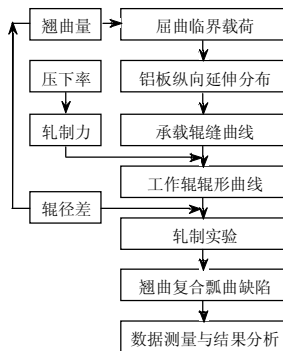 翘曲量
屈曲临界载荷
压下率
铝板纵向延伸分布
轧制力
承载辊缝曲线
工作辊辊形曲线
辊径差
轧制实验
翘曲复合瓢曲缺陷
数据测量与结果分析